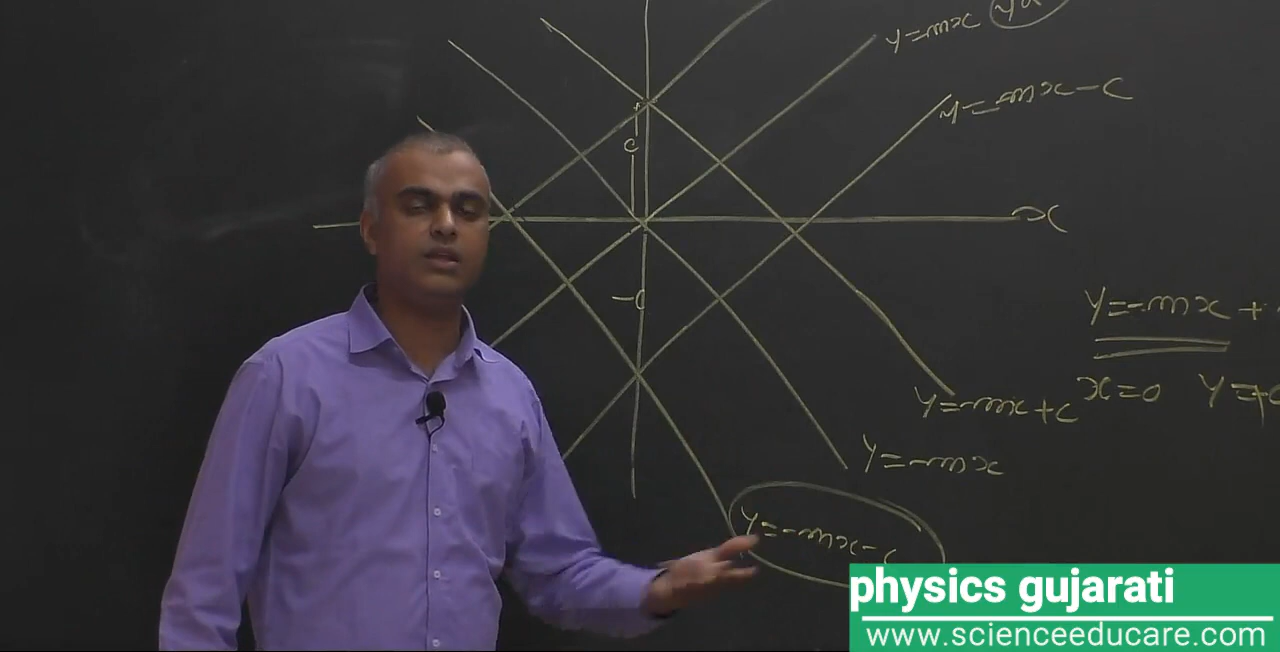 y=mx
y=mx-c
c
x
-c
y=-mx+
y=-mx+c
x=0 y=+c
y=-mx
y=-mx-c
physics gujarati
www.scienceeducare.com